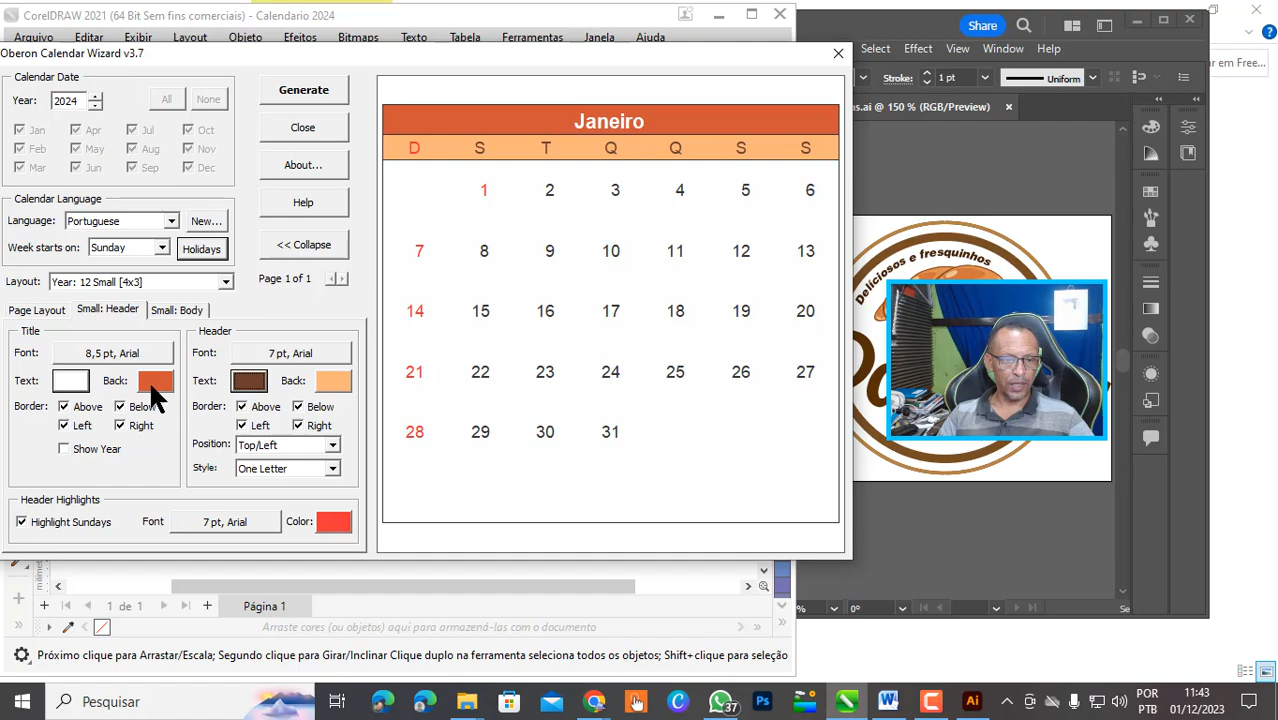 CorelDRAW 2021 (64 Bit Sem fins comerciais) - Calendario 2024
Arquivo Editar Exibir Layout Objeto Efeitos Bitmaps Texto Tabela Ferramentas Janela Ajuda
Share
Select Effect View Window Help
Stroke: 1 pt Uniform
ar em Free...
ns.ai @ 150 % (RGB/Preview)
Oberon Calendar Wizard v3.7
Calendar Date
Year: 2024 All None
Jan Apr Jul Oct
Feb May Aug Nov
Mar Jun Sep Dec
Generate
Close
About...
Help
<< Collapse
Page 1 of 1
Calendar Language
Language: Portuguese New...
Week starts on: Sunday Holidays
Layout: Year: 12 Small [4x3]
Page Layout Small: Header Small: Body
Title
Font: 8,5 pt, Arial
Text: Back:
Border: Above Below
Left Right
Show Year
Header
Font: 7 pt, Arial
Text: Back:
Border: Above Below
Left Right
Position: Top/Left
Style: One Letter
Header Highlights
Highlight Sundays Font 7 pt, Arial Color:
Janeiro
D S T Q Q S S
1 2 3 4 5 6
7 8 9 10 11 12 13
14 15 16 17 18 19 20
21 22 23 24 25 26 27
28 29 30 31
Deliciosos e fresquinhos
1 de 1 Página 1
Arraste cores (ou objetos) aqui para armazená-las com o documento
Próximo clique para Arrastar/Escala; Segundo clique para Girar/Inclinar Clique duplo na ferramenta seleciona todos os objetos; Shift+clique para seleção
% 0° Se
Pesquisar
37
POR
PTB
11:43
01/12/2023